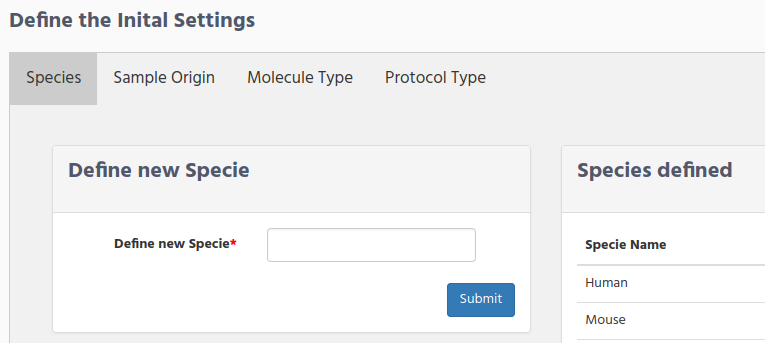 Define the Inital Settings
Species Sample Origin Molecule Type Protocol Type
Define new Specie
Define new Specie*
Submit
Species defined
Specie Name
Human
Mouse